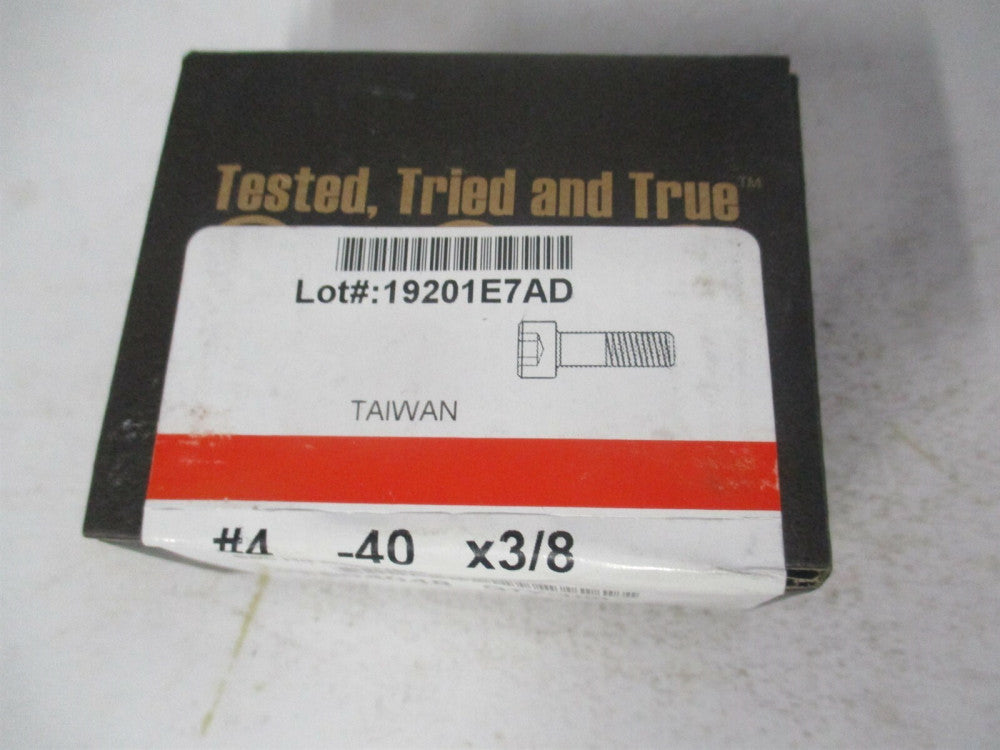 Tested, Tried and True™
Lot#:19201E7AD
TAIWAN
#4 -40 x3/8